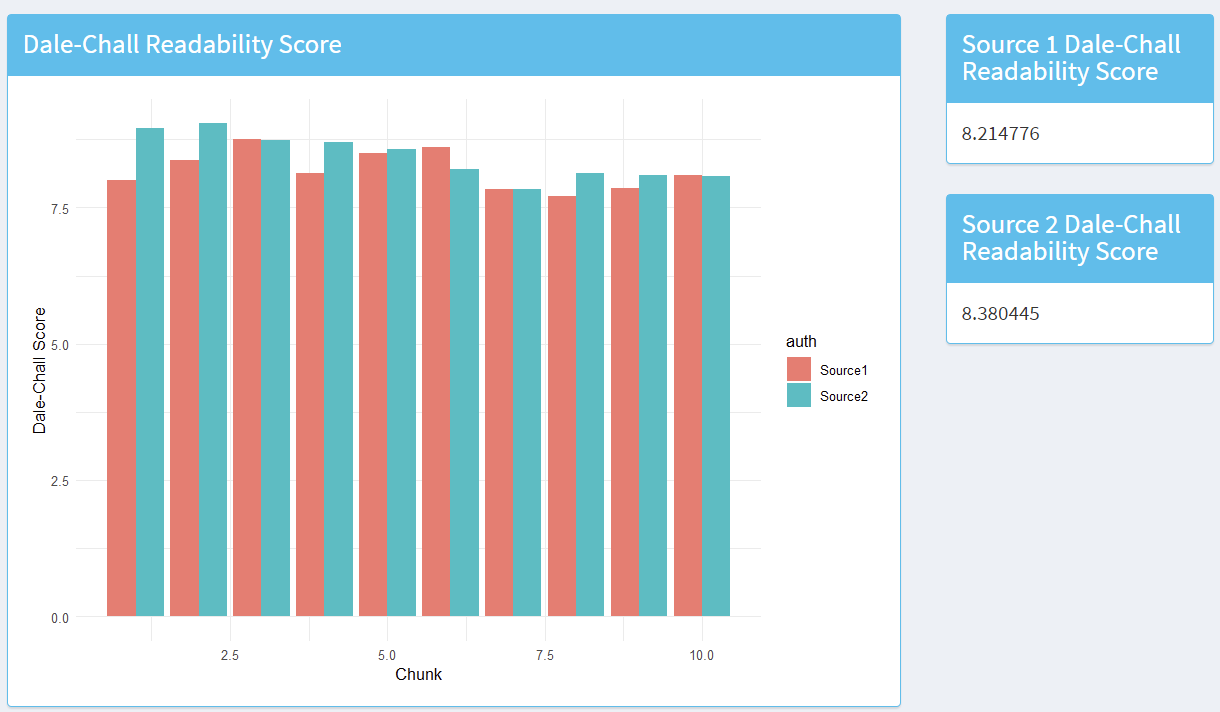 Dale-Chall Readability Score
7.5
5.0
2.5
0.0
Dale-Chall Score
2.5
5.0
7.5
10.0
Chunk
auth
Source1
Source2
Source 1 Dale-Chall
Readability Score
8.214776
Source 2 Dale-Chall
Readability Score
8.380445